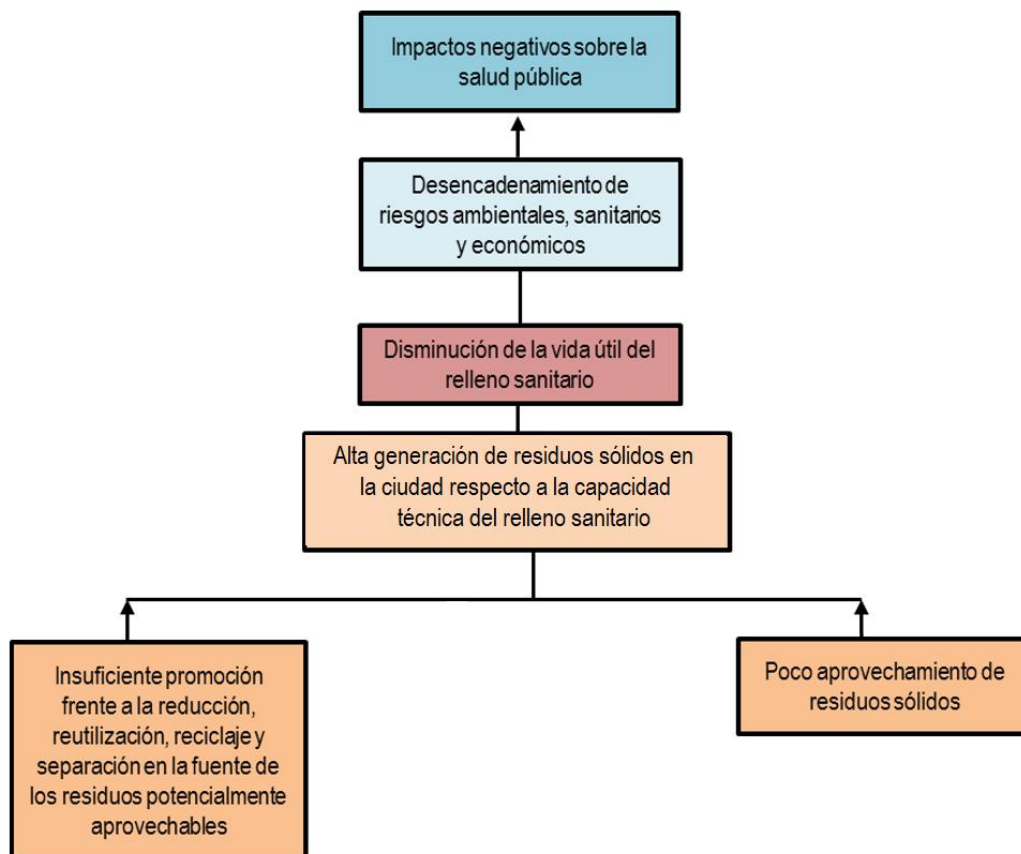 Impactos negativos sobre la
salud pública
Desencadenamiento de
riesgos ambientales, sanitarios
y económicos
Disminución de la vida útil del
relleno sanitario
Alta generación de residuos sólidos en
la ciudad respecto a la capacidad
técnica del relleno sanitario
Insuficiente promoción
frente a la reducción,
reutilización, reciclaje y
separación en la fuente de
los residuos potencialmente
aprovechables
Poco aprovechamiento de
residuos sólidos